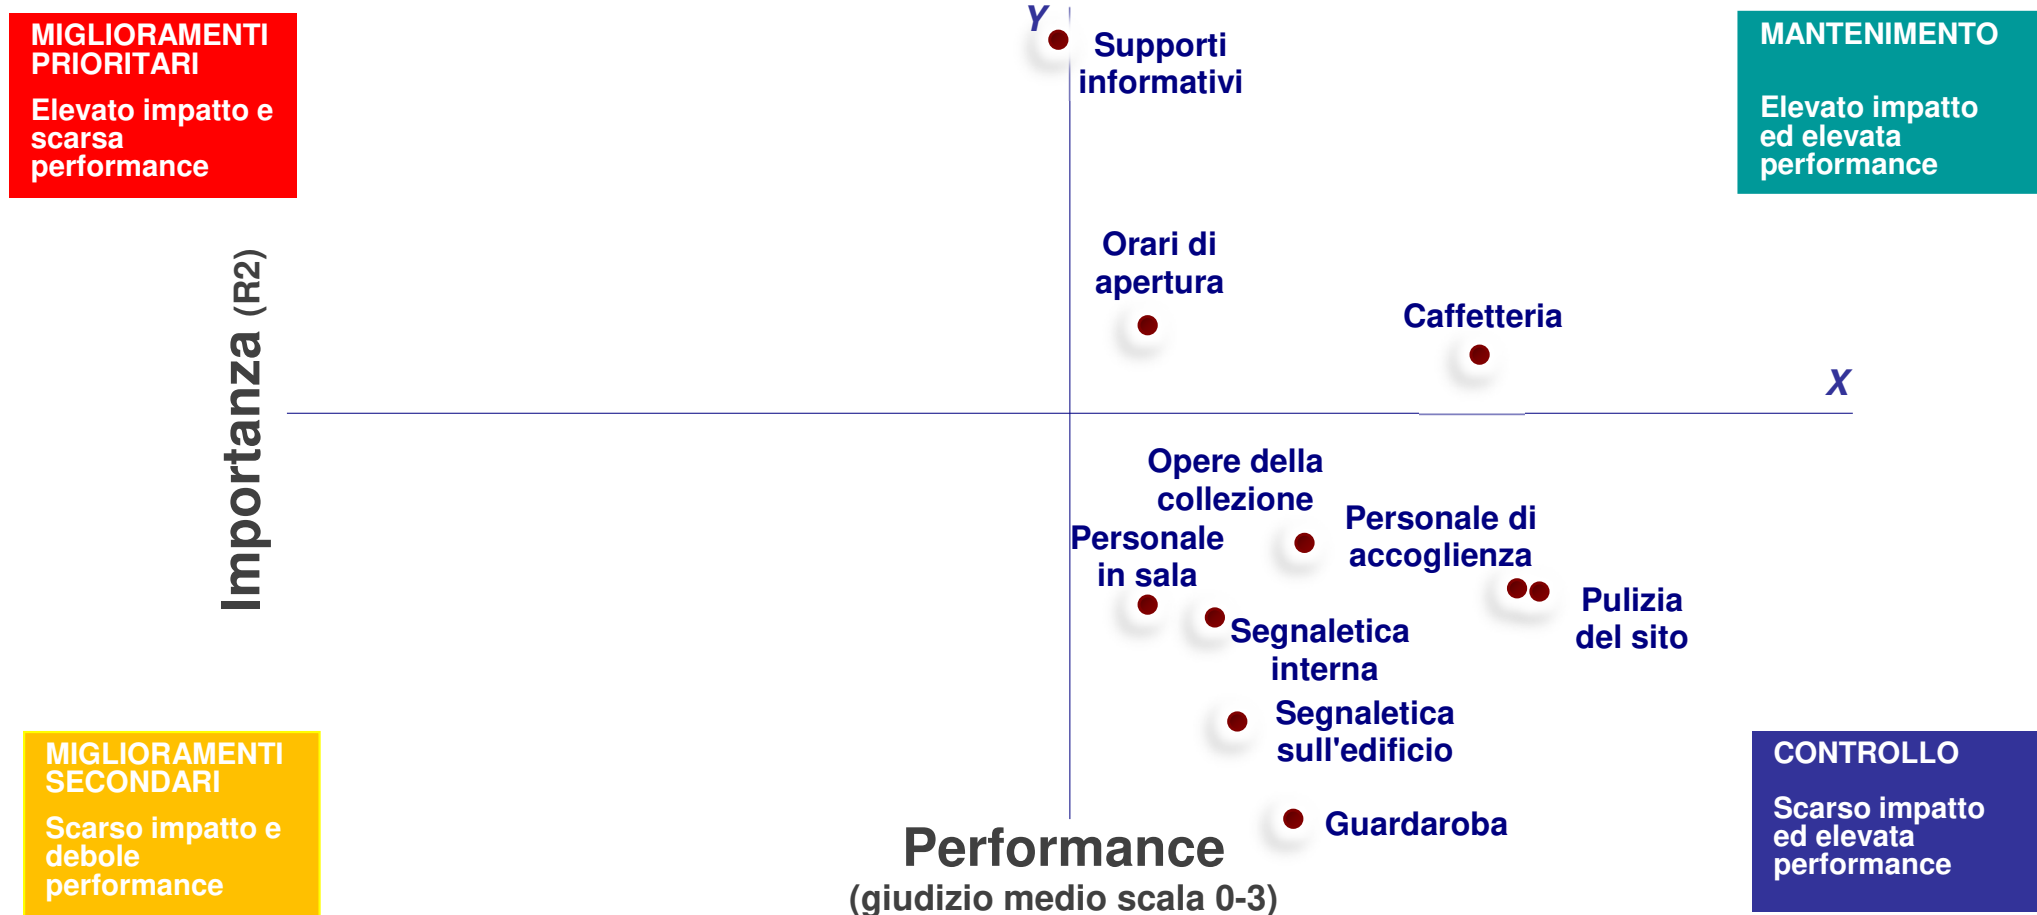 MIGLIORAMENTI
PRIORITARI
Elevato impatto e
scarsa
performance
Y
Supporti
informativi
MANTENIMENTO
Elevato impatto
ed elevata
performance
Orari di
apertura
Caffetteria
X
Importanza (R2)
Opere della
collezione
Personale di
accoglienza
Personale
in sala
Pulizia
del sito
Segnaletica
interna
Segnaletica
sull'edificio
Guardaroba
MIGLIORAMENTI
SECONDARI
Scarso impatto e
debole
performance
Performance
(giudizio medio scala 0-3)
CONTROLLO
Scarso impatto
ed elevata
performance